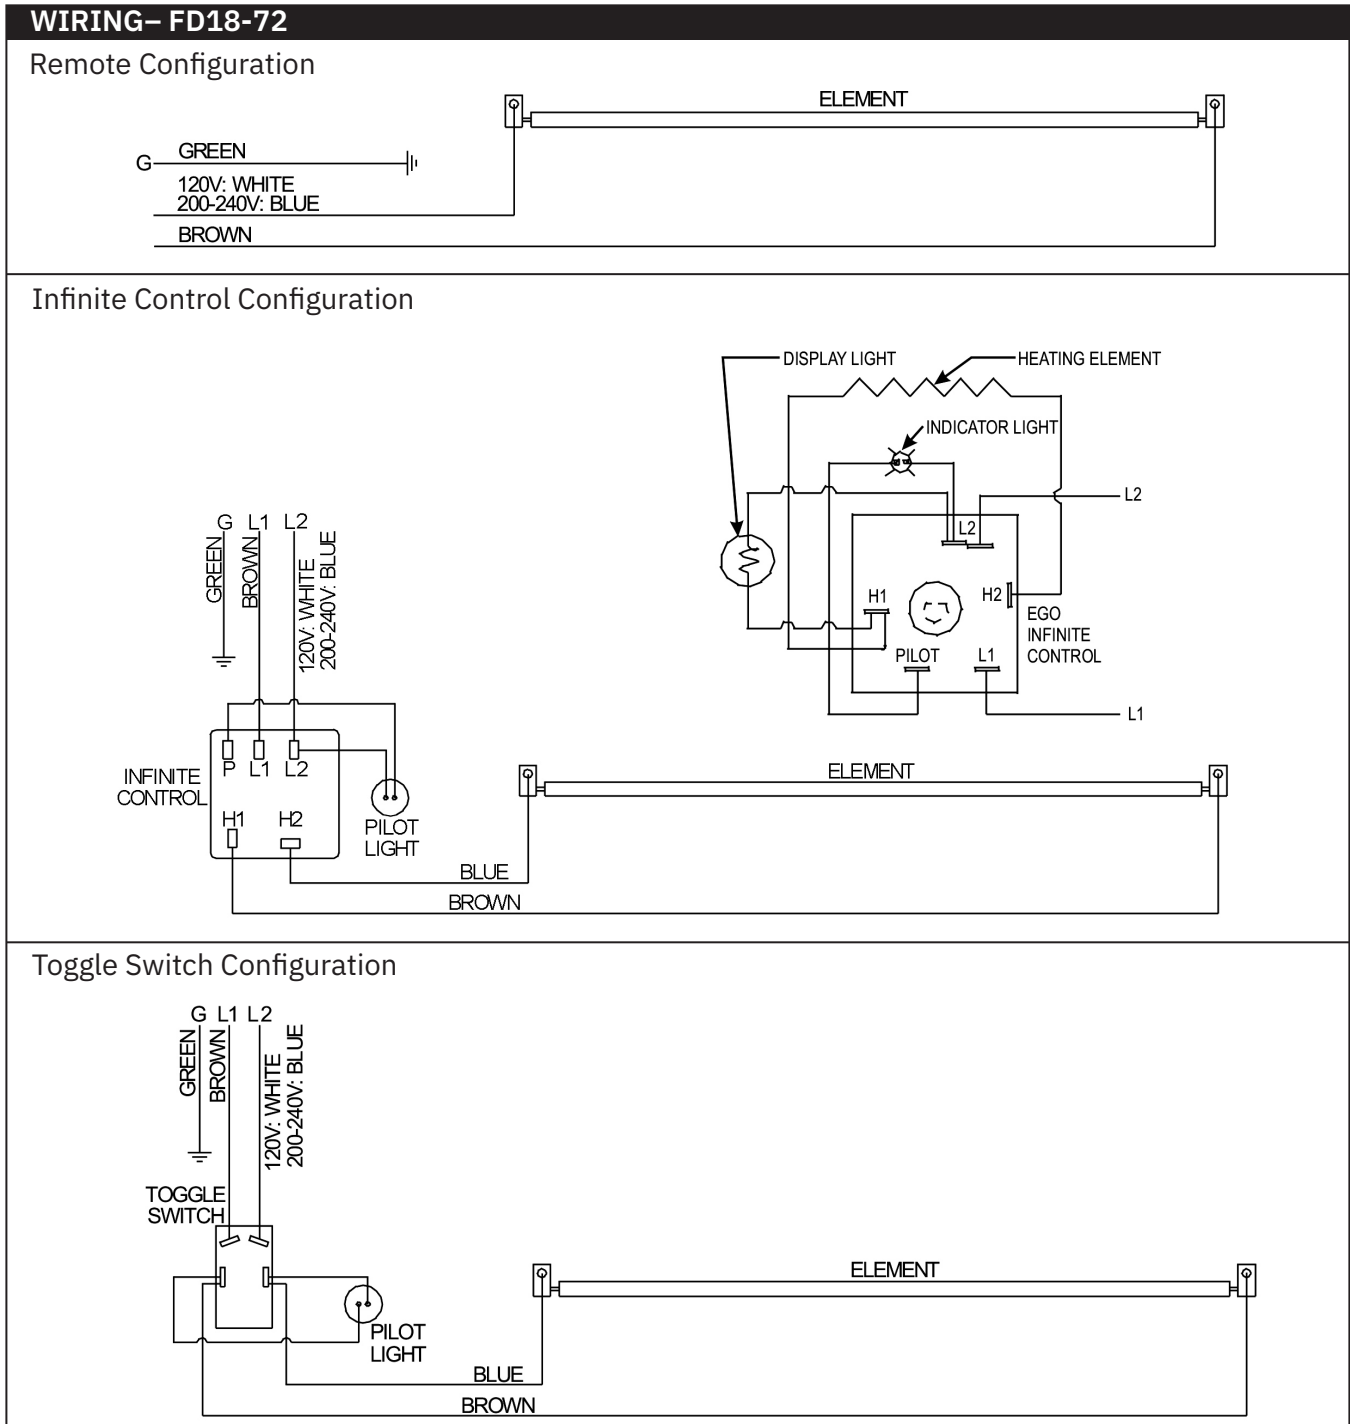 WIRING– FD18-72
Remote Configuration
ELEMENT
G
GREEN
120V: WHITE
200-240V: BLUE
BROWN
Infinite Control Configuration
DISPLAY LIGHT
HEATING ELEMENT
INDICATOR LIGHT
L2
L2
H1
H2
EGO
INFINITE
CONTROL
PILOT
L1
L1
G L1 L2
GREEN
BROWN
120V: WHITE
200-240V: BLUE
P L1 L2
INFINITE
CONTROL
H1 H2
PILOT
LIGHT
ELEMENT
BLUE
BROWN
Toggle Switch Configuration
G L1 L2
GREEN
BROWN
120V: WHITE
200-240V: BLUE
TOGGLE
SWITCH
PILOT
LIGHT
ELEMENT
BLUE
BROWN